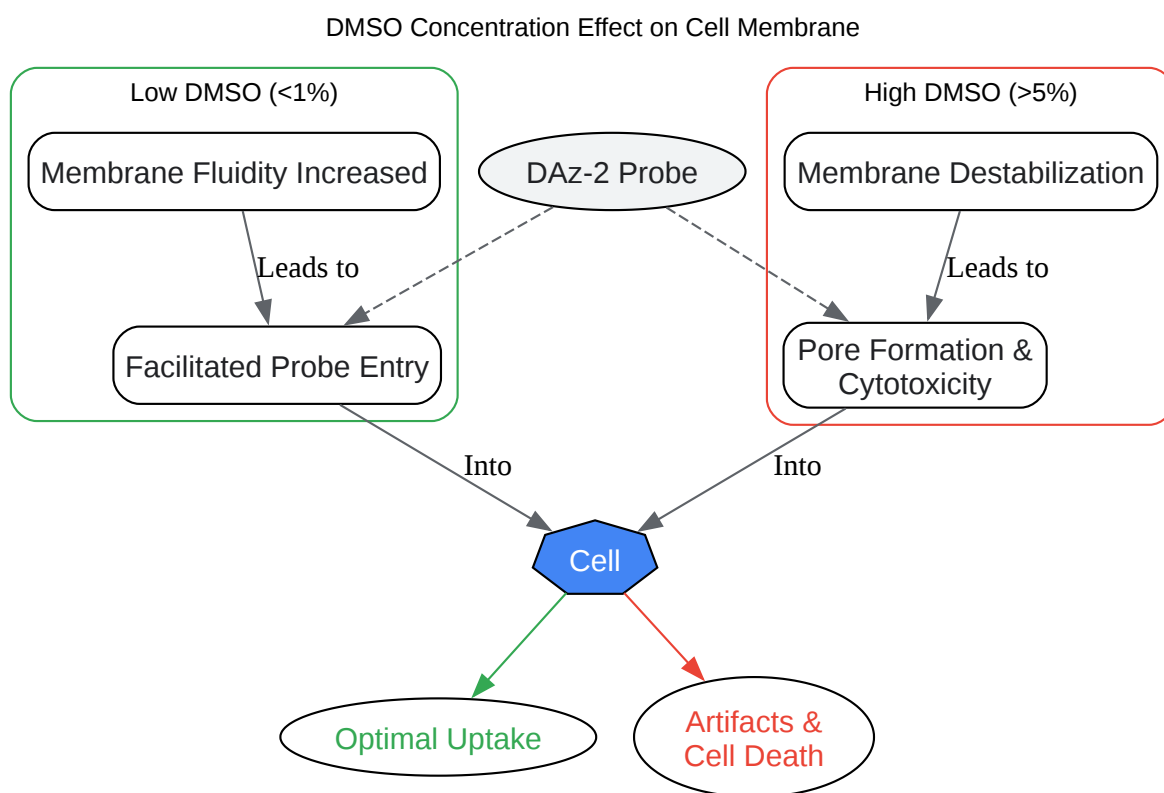 DMSO Concentration Effect on Cell Membrane
Low DMSO (<1%)
High DMSO (>5%)
Membrane Fluidity Increased
DAz-2 Probe
Membrane Destabilization
Leads to
Leads to
Facilitated Probe Entry
Pore Formation &
Cytotoxicity
Into
Into
Cell
Optimal Uptake
Artifacts &
Cell Death